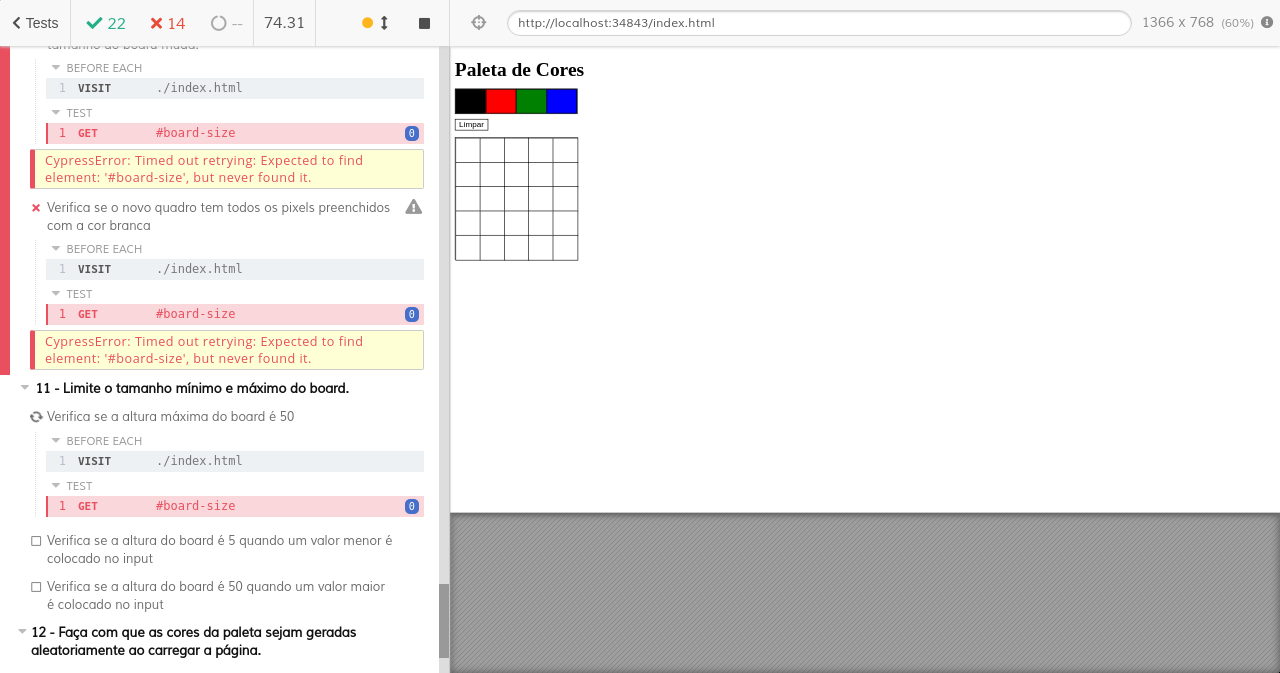 Tests 22 14 -- 74.31 http://localhost:34843/index.html 1366 x 768 (60%)
tamanho do board muda.
BEFORE EACH
1 VISIT ./index.html
TEST
1 GET #board-size 0
CypressError: Timed out retrying: Expected to find
element: '#board-size', but never found it.
Verifica se o novo quadro tem todos os pixels preenchidos
com a cor branca
BEFORE EACH
1 VISIT ./index.html
TEST
1 GET #board-size 0
CypressError: Timed out retrying: Expected to find
element: '#board-size', but never found it.
11 - Limite o tamanho mínimo e máximo do board.
Verifica se a altura máxima do board é 50
BEFORE EACH
1 VISIT ./index.html
TEST
1 GET #board-size 0
Verifica se a altura do board é 5 quando um valor menor é
colocado no input
Verifica se a altura do board é 50 quando um valor maior
é colocado no input
12 - Faça com que as cores da paleta sejam geradas
aleatoriamente ao carregar a página.
Paleta de Cores
Limpar